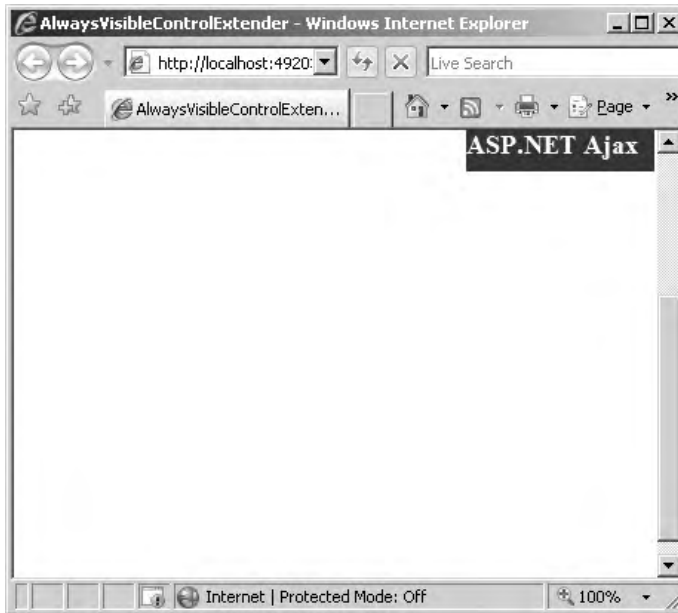 AlwaysVisibleControlExtender - Windows Internet Explorer
http://localhost:4920
Live Search
AlwaysVisibleControlExten...
Page
»
ASP.NET Ajax
Internet | Protected Mode: Off
100%